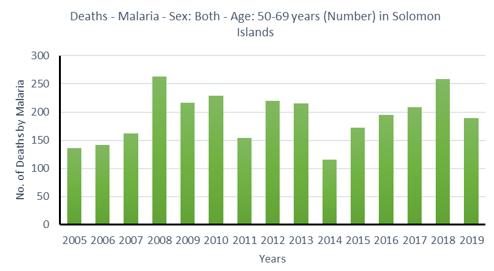 Deaths - Malaria - Sex: Both - Age: 50-69 years (Number) in Solomon
Islands
No. of Deaths by Malaria
300
250
200
150
100
50
0
2005 2006 2007 2008 2009 2010 2011 2012 2013 2014 2015 2016 2017 2018 2019
Years